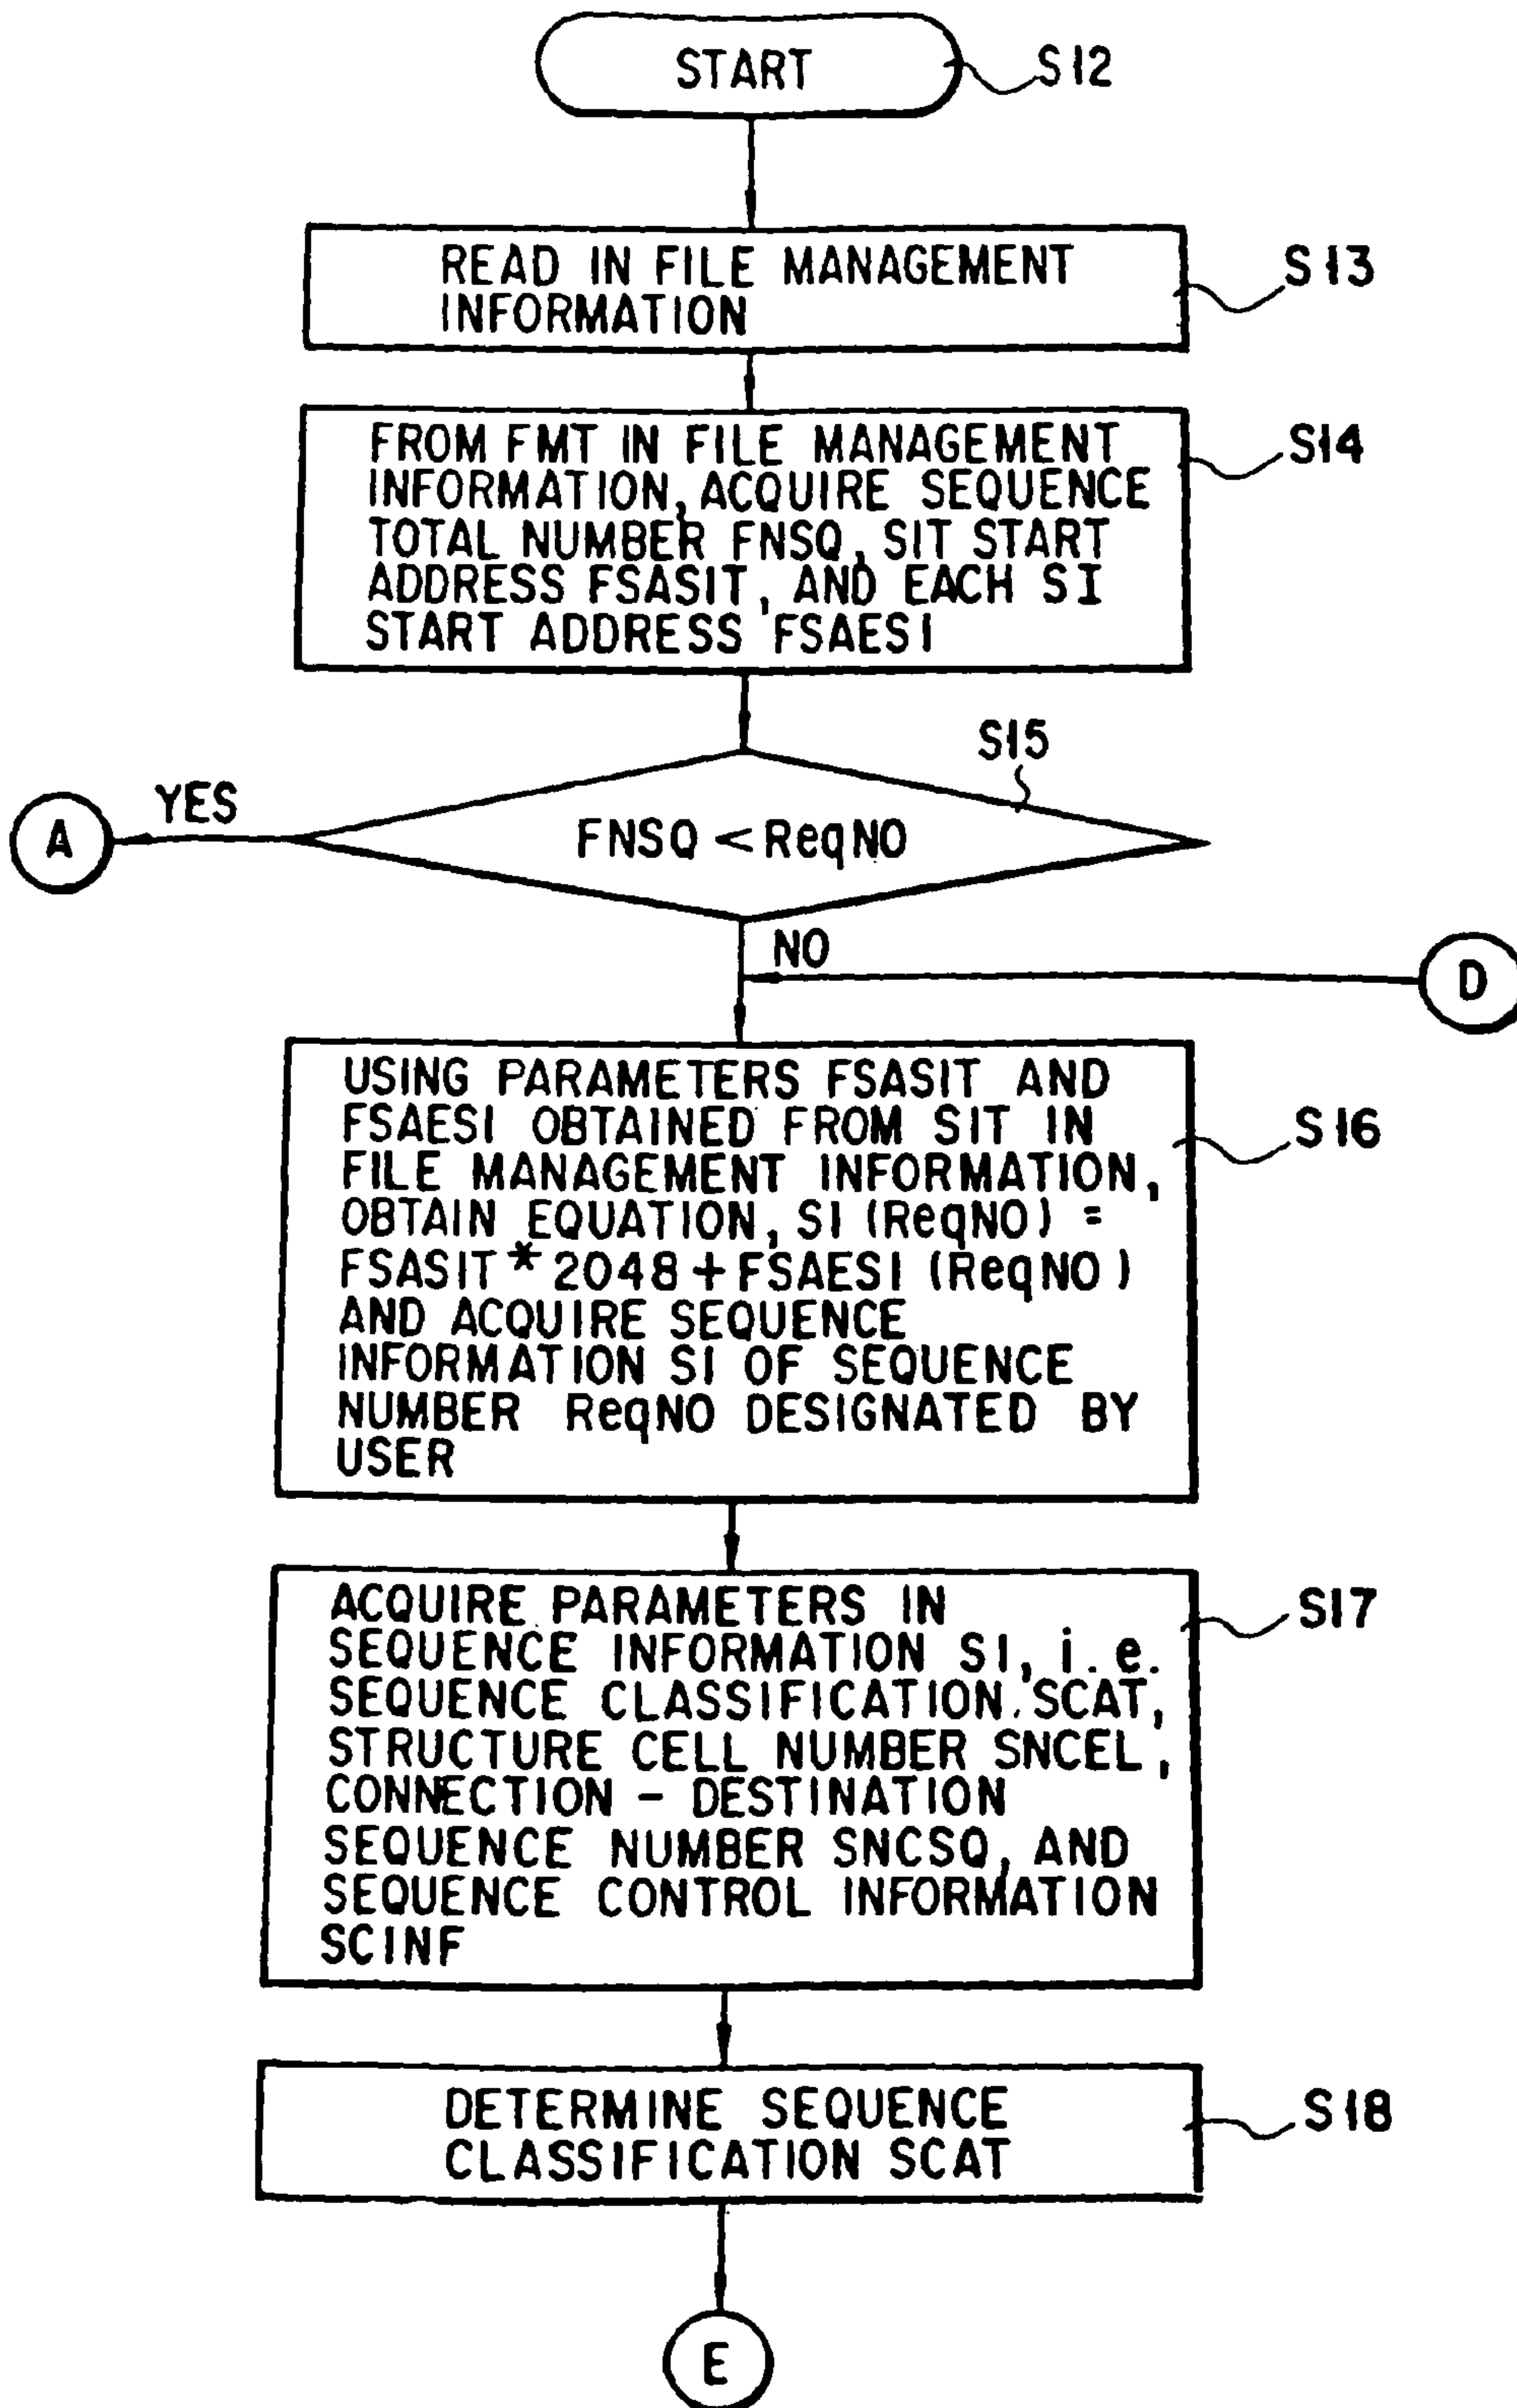 START
S12
READ IN FILE MANAGEMENT
INFORMATION
S13
FROM FMT IN FILE MANAGEMENT
INFORMATION, ACQUIRE SEQUENCE
TOTAL NUMBER FNSQ, SIT START
ADDRESS FSASIT, AND EACH SI
START ADDRESS FSAESI
S14
S15
YES
A
FNSQ < ReqNO
NO
D
USING PARAMETERS FSASIT AND
FSAESI OBTAINED FROM SIT IN
FILE MANAGEMENT INFORMATION,
OBTAIN EQUATION, SI (ReqNO) =
FSASIT * 2048 + FSAESI (ReqNO)
AND ACQUIRE SEQUENCE
INFORMATION SI OF SEQUENCE
NUMBER ReqNO DESIGNATED BY
USER
S16
ACQUIRE PARAMETERS IN
SEQUENCE INFORMATION SI, i.e.
SEQUENCE CLASSIFICATION SCAT,
STRUCTURE CELL NUMBER SNCEL,
CONNECTION - DESTINATION
SEQUENCE NUMBER SNCSQ, AND
SEQUENCE CONTROL INFORMATION
SCINF
S17
DETERMINE SEQUENCE
CLASSIFICATION SCAT
S18
E